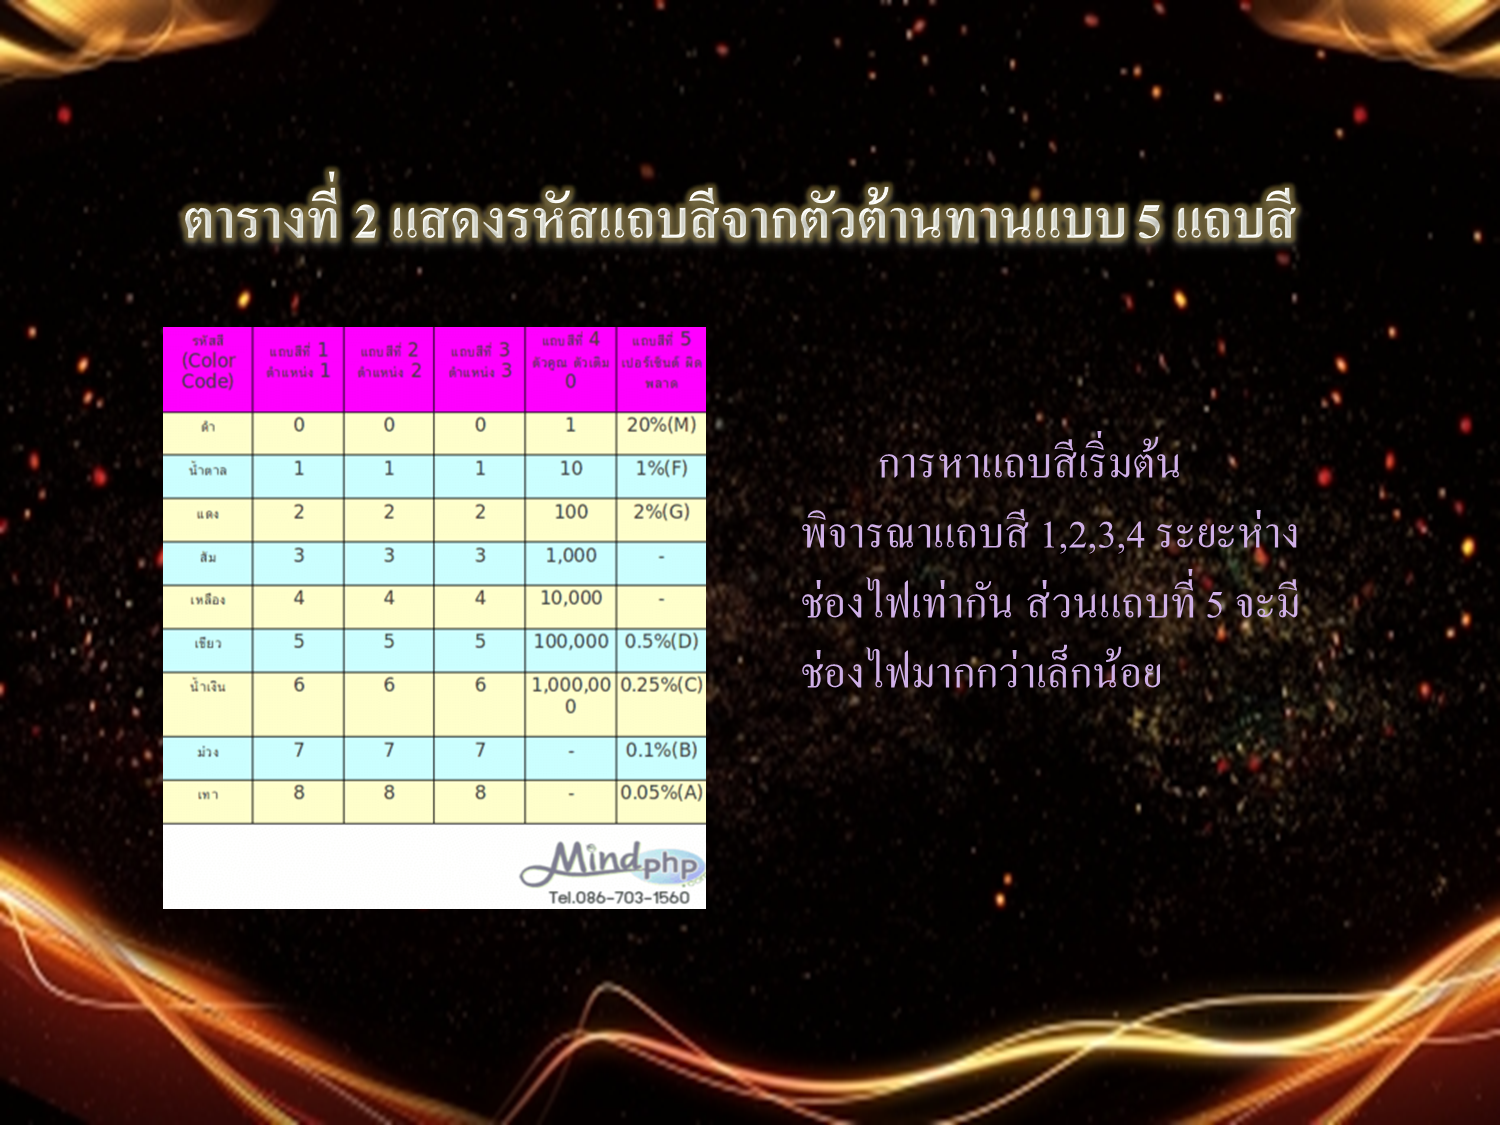 ตารางที่ 2 แสดงรหัสแถบสีจากตัวต้านทานแบบ 5 แถบสี
รหัสสี (Color Code) แถบสีที่ 1 ตำแหน่ง 1 แถบสีที่ 2 ตำแหน่ง 2 แถบสีที่ 3 ตำแหน่ง 3 แถบสีที่ 4 ตัวคูณ ตัวเติม 0 แถบสีที่ 5 เปอร์เซ็นต์ ผิดพลาด
ดำ 0 0 0 1 20%(M)
น้ำตาล 1 1 1 10 1%(F)
แดง 2 2 2 100 2%(G)
ส้ม 3 3 3 1,000 -
เหลือง 4 4 4 10,000 -
เขียว 5 5 5 100,000 0.5%(D)
น้ำเงิน 6 6 6 1,000,000 0.25%(C)
ม่วง 7 7 7 - 0.1%(B)
เทา 8 8 8 - 0.05%(A)
Mindphp
Tel.086-703-1560
การหาแถบสีเริ่มต้น
พิจารณาแถบสี 1,2,3,4 ระยะห่าง
ช่องไฟเท่ากัน ส่วนแถบที่ 5 จะมี
ช่องไฟมากกว่าเล็กน้อย